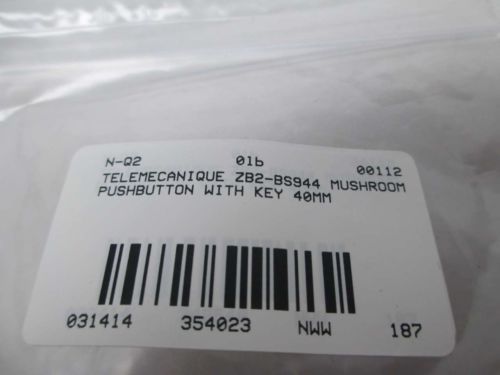 N-Q2 01b 00112
TELEMECANIQUE ZB2-BS944 MUSHROOM
PUSHBUTTON WITH KEY 40MM
031414 354023 NWW 187